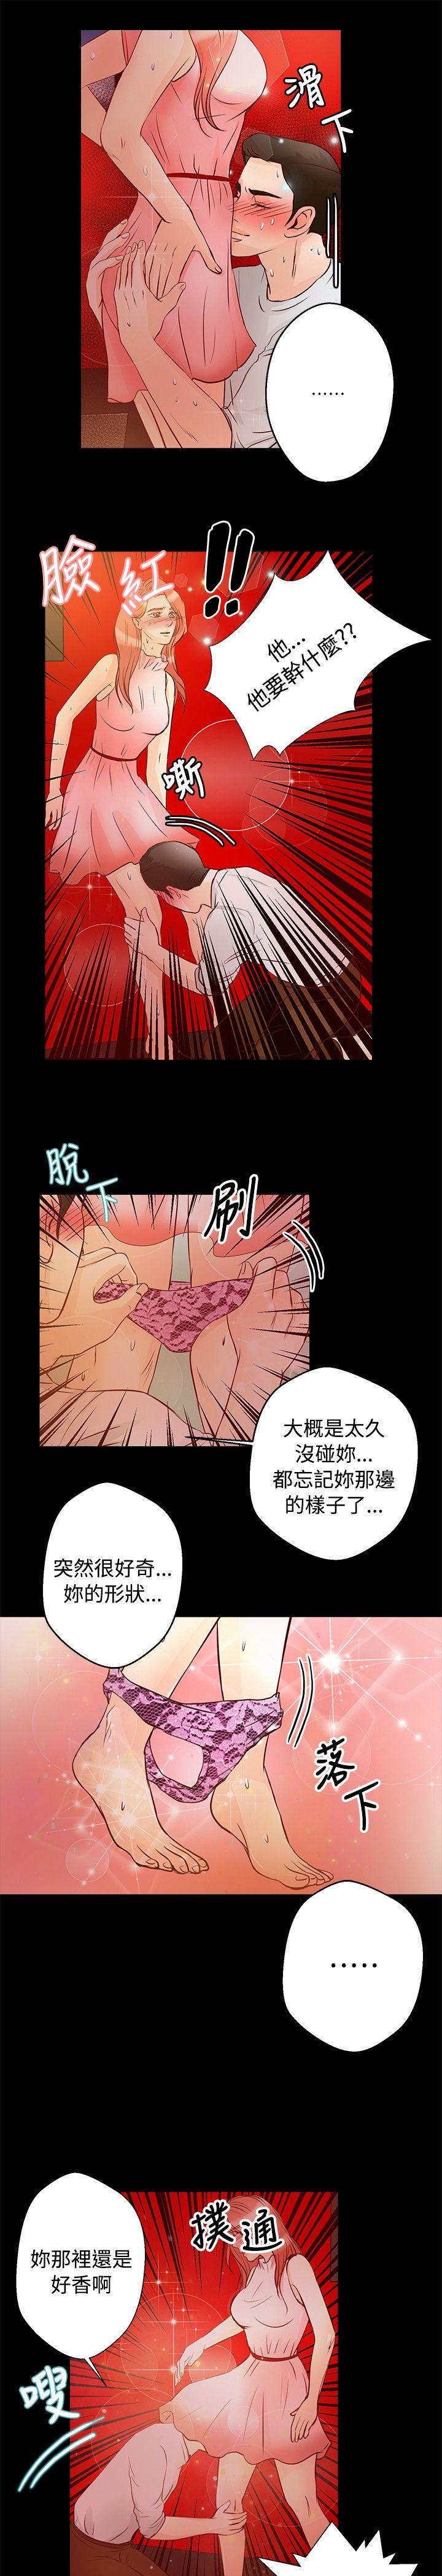 滑下
......
臉紅
!!
他...
他要幹什麼??
嘶
脫下
刷
大概是太久
沒碰妳...
都忘記妳那邊
的樣子了...
突然很好奇...
妳的形狀...
落下
.....
撲通
妳那裡還是
好香啊
嗖